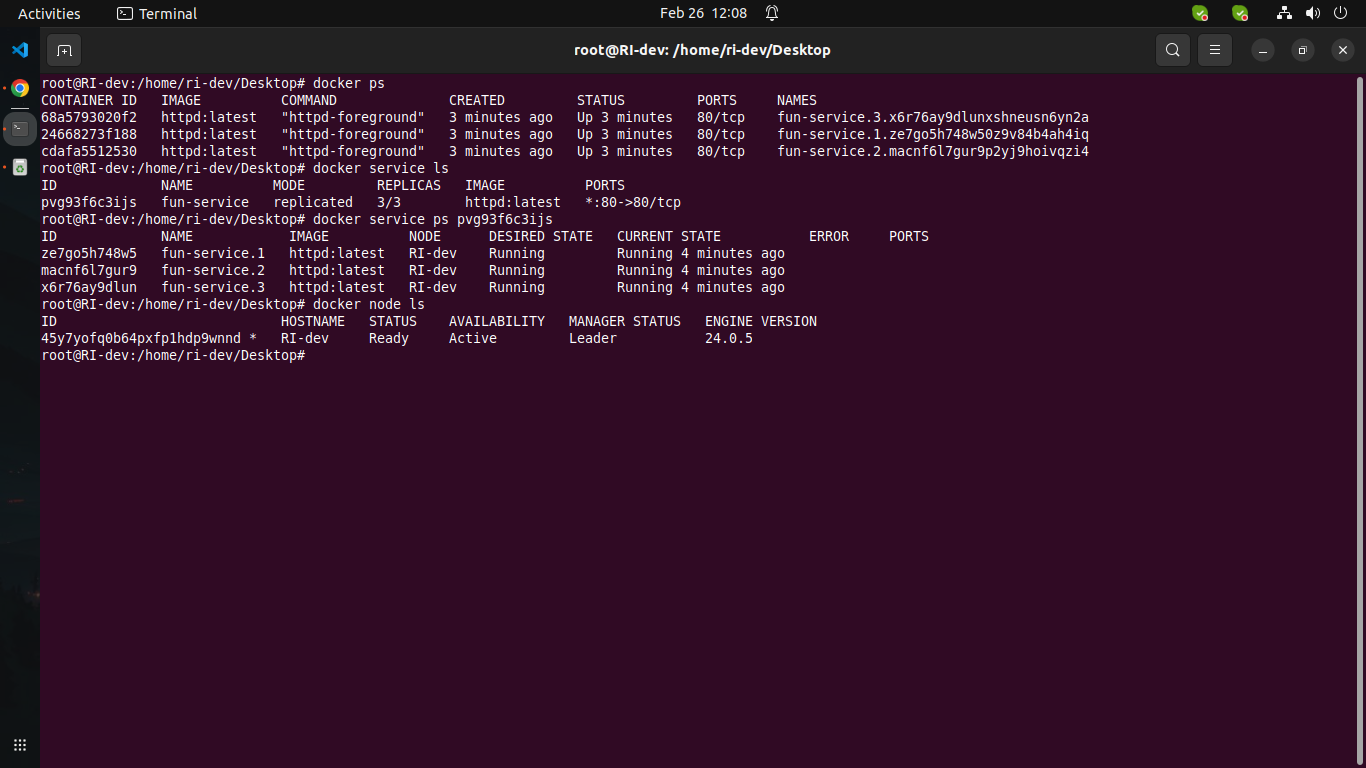 Activities Terminal Feb 26 12:08
root@RI-dev: /home/ri-dev/Desktop
root@RI-dev:/home/ri-dev/Desktop# docker ps
CONTAINER ID   IMAGE          COMMAND              CREATED         STATUS         PORTS     NAMES
68a5793020f2   httpd:latest   "httpd-foreground"   3 minutes ago   Up 3 minutes   80/tcp    fun-service.3.x6r76ay9dlunxshneusn6yn2a
24668273f188   httpd:latest   "httpd-foreground"   3 minutes ago   Up 3 minutes   80/tcp    fun-service.1.ze7go5h748w50z9v84b4ah4iq
cdafa5512530   httpd:latest   "httpd-foreground"   3 minutes ago   Up 3 minutes   80/tcp    fun-service.2.macnf6l7gur9p2yj9hoivqzi4
root@RI-dev:/home/ri-dev/Desktop# docker service ls
ID             NAME          MODE         REPLICAS   IMAGE          PORTS
pvg93f6c3ijs   fun-service   replicated   3/3        httpd:latest   *:80->80/tcp
root@RI-dev:/home/ri-dev/Desktop# docker service ps pvg93f6c3ijs
ID             NAME            IMAGE          NODE      DESIRED STATE   CURRENT STATE           ERROR     PORTS
ze7go5h748w5   fun-service.1   httpd:latest   RI-dev    Running         Running 4 minutes ago
macnf6l7gur9   fun-service.2   httpd:latest   RI-dev    Running         Running 4 minutes ago
x6r76ay9dlun   fun-service.3   httpd:latest   RI-dev    Running         Running 4 minutes ago
root@RI-dev:/home/ri-dev/Desktop# docker node ls
ID                            HOSTNAME   STATUS    AVAILABILITY   MANAGER STATUS   ENGINE VERSION
45y7yofq0b64pxfp1hdp9wnnd *   RI-dev     Ready     Active         Leader           24.0.5
root@RI-dev:/home/ri-dev/Desktop#